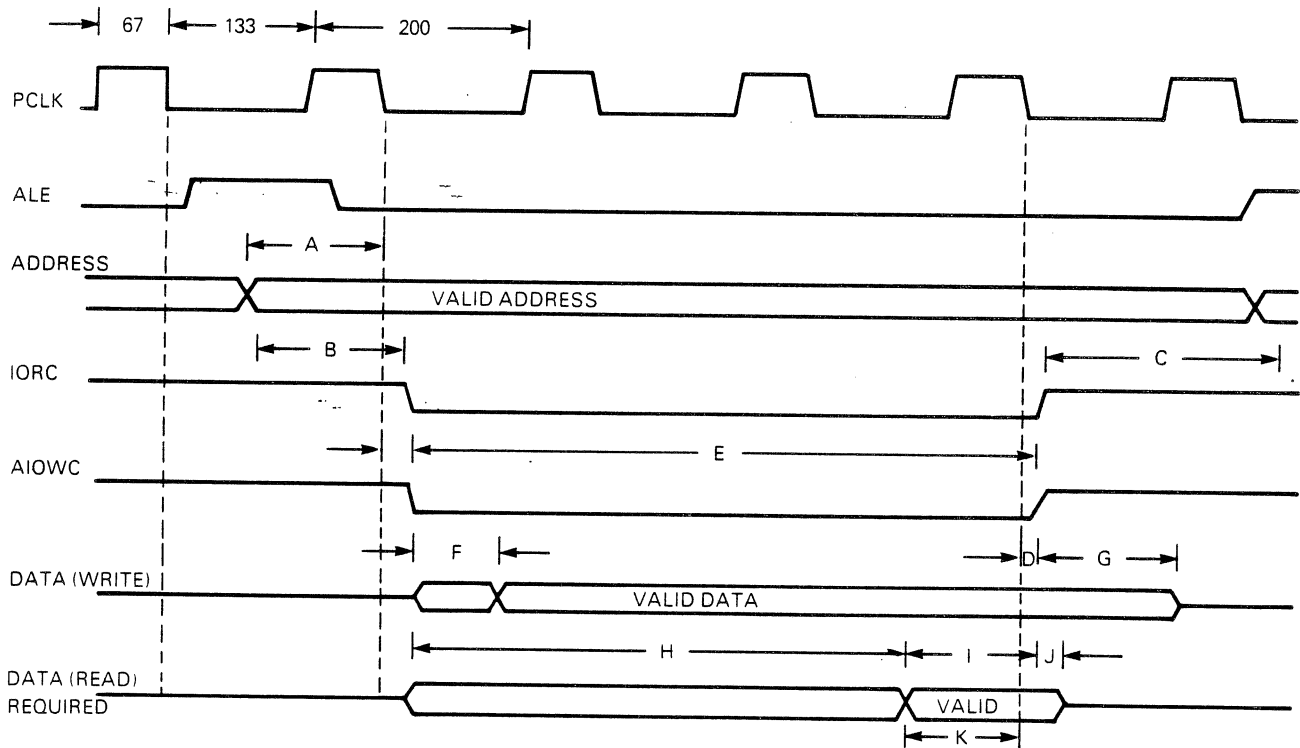 67 133 200
PCLK
ALE
A
ADDRESS
VALID ADDRESS
B
C
IORC
E
AIOWC
F
D
G
DATA (WRITE)
VALID DATA
H
I
J
DATA (READ)
REQUIRED
VALID
K